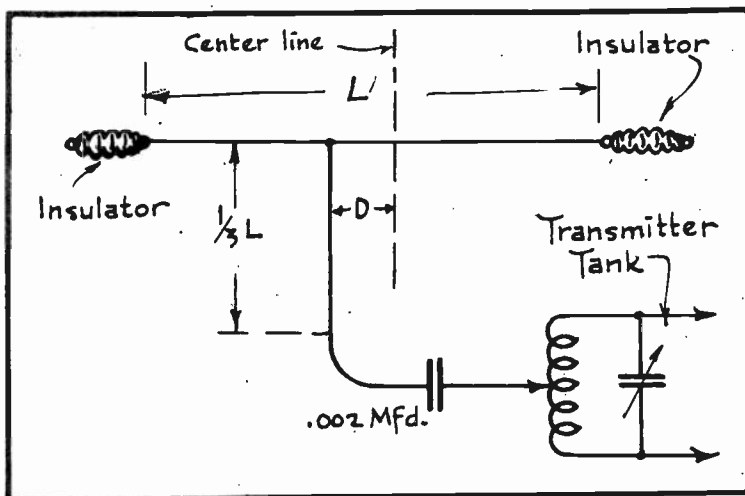 Center line
Insulator
L
Insulator
D
⅓ L
Transmitter
Tank
.002 Mfd.